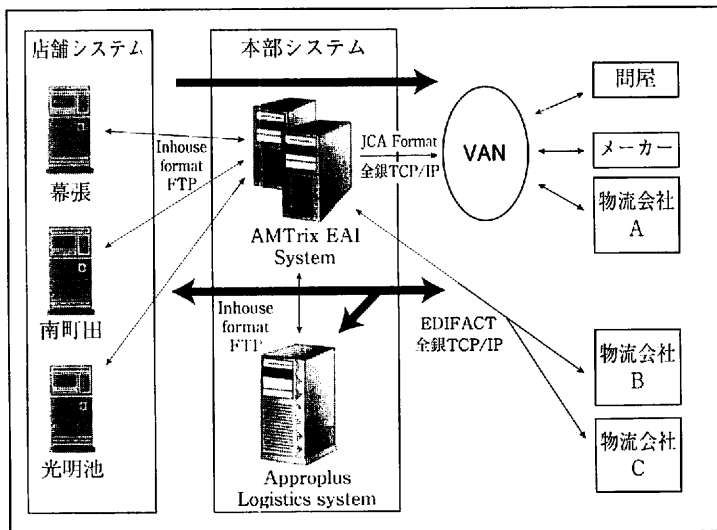 店舗システム
本部システム
幕張
南町田
光明池
Inhouse
format
FTP
AMTrix EAI
System
JCA Format
全銀TCP/IP
VAN
問屋
メーカー
物流会社
A
Inhouse
format
FTP
EDIFACT
全銀TCP/IP
物流会社
B
物流会社
C
Approplus
Logistics system